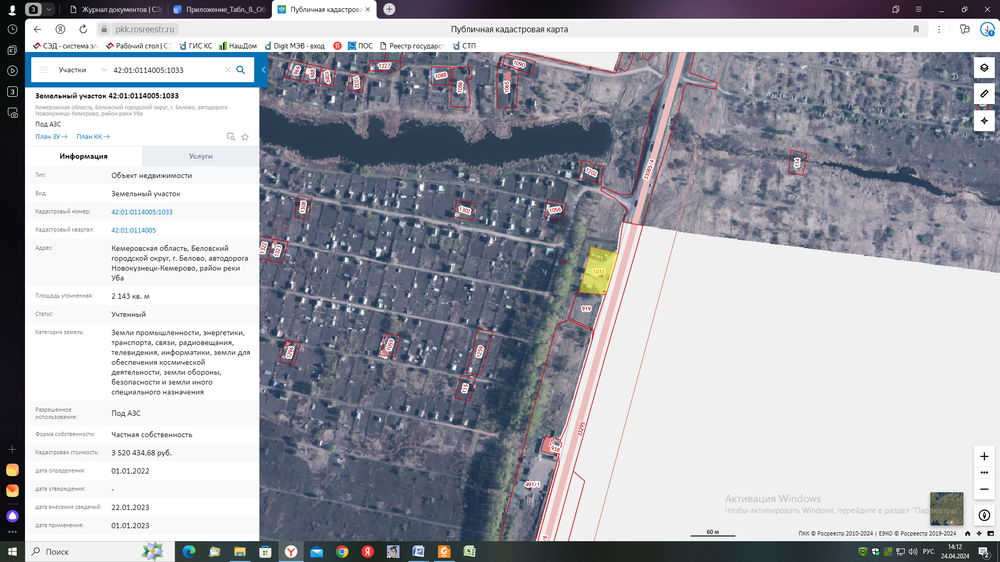 3
Журнал документов | СЭД
Приложение_Табл._8._Об
Публичная кадастрова
pkk.rosreestr.ru
Публичная кадастровая карта
1
СЭД - система эле
Рабочий стол | СЭ
ГИС КС
НашДом
Digit МЭВ - вход
Я
ПОС
Реестр государст
СТП
3
Участки
42:01:0114005:1033
Земельный участок 42:01:0114005:1033
Кемеровская область, Беловский городской округ, г. Белово, автодорога
Новокузнецк-Кемерово, район реки Уба
Под АЗС
План ЗУ →
План КК →
Информация
Услуги
Тип:
Объект недвижимости
Вид:
Земельный участок
Кадастровый номер:
42:01:0114005:1033
Кадастровый квартал:
42:01:0114005
Адрес:
Кемеровская область, Беловский
городской округ, г. Белово, автодорога
Новокузнецк-Кемерово, район реки
Уба
Площадь уточненная:
2 143 кв. м
Статус:
Учтенный
Категория земель:
Земли промышленности, энергетики,
транспорта, связи, радиовещания,
телевидения, информатики, земли для
обеспечения космической
деятельности, земли обороны,
безопасности и земли иного
специального назначения
Разрешенное
использование:
Под АЗС
Форма собственности:
Частная собственность
Кадастровая стоимость:
3 520 434,68 руб.
дата определения:
01.01.2022
дата утверждения:
-
дата внесения сведений:
22.01.2023
дата применения:
01.01.2023
969
988
1089
1032
1227
1088
1086
1090
1065
1202
33065/4
114
1308
1302
1056
1322
1323
1033
919
1296
1059
1259
115
33295
779
938
491/1
Активация Windows
Чтобы активировать Windows, перейдите в раздел "Параметры".
60 м
ПКК © Росреестр 2010-2024 | ЕЭКО © Росреестр 2019-2024
Поиск
РУС
14:12
24.04.2024
2